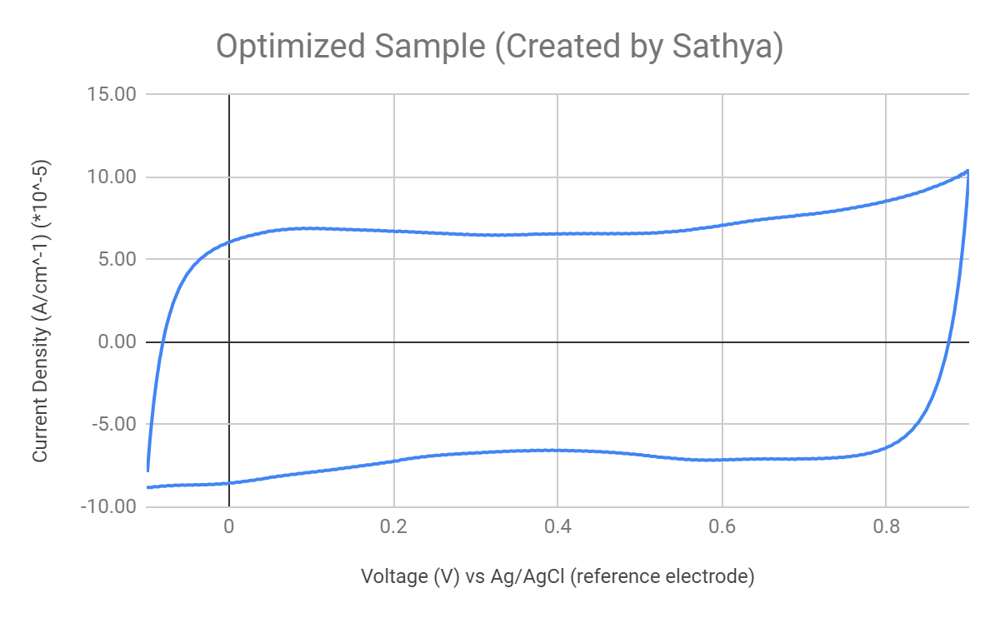 Optimized Sample (Created by Sathya)
Current Density (A/cm^-1) (*10^-5)
15.00
10.00
5.00
0.00
-5.00
-10.00
0 0.2 0.4 0.6 0.8
Voltage (V) vs Ag/AgCl (reference electrode)